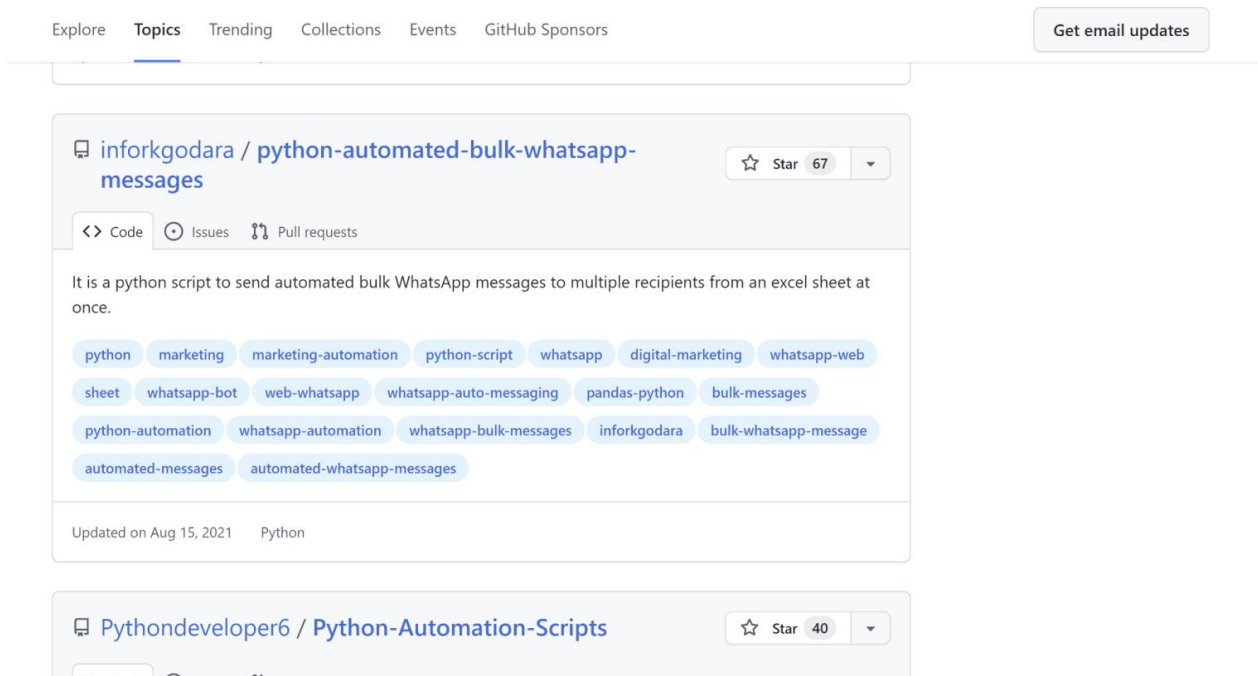 Explore Topics Trending Collections Events GitHub Sponsors Get email updates
inforkgodara / python-automated-bulk-whatsapp-
messages
Star 67
Code Issues Pull requests
It is a python script to send automated bulk WhatsApp messages to multiple recipients from an excel sheet at
once.
python marketing marketing-automation python-script whatsapp digital-marketing whatsapp-web
sheet whatsapp-bot web-whatsapp whatsapp-auto-messaging pandas-python bulk-messages
python-automation whatsapp-automation whatsapp-bulk-messages inforkgodara bulk-whatsapp-message
automated-messages automated-whatsapp-messages
Updated on Aug 15, 2021 Python
Pythondeveloper6 / Python-Automation-Scripts Star 40